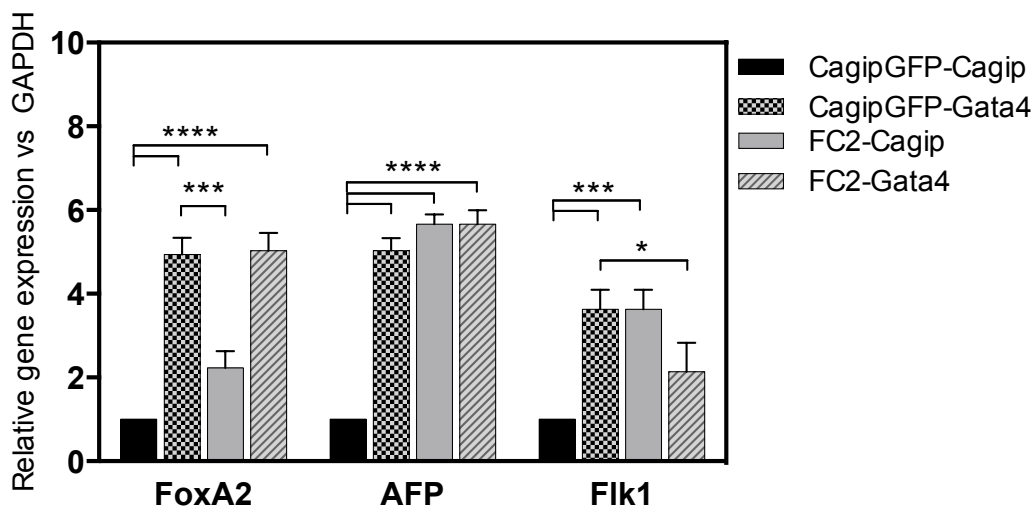 Relative gene expression vs GAPDH
10
8
6
4
2
0
****
***
****
***
*
FoxA2
AFP
Flk1
CagipGFP-Cagip
CagipGFP-Gata4
FC2-Cagip
FC2-Gata4